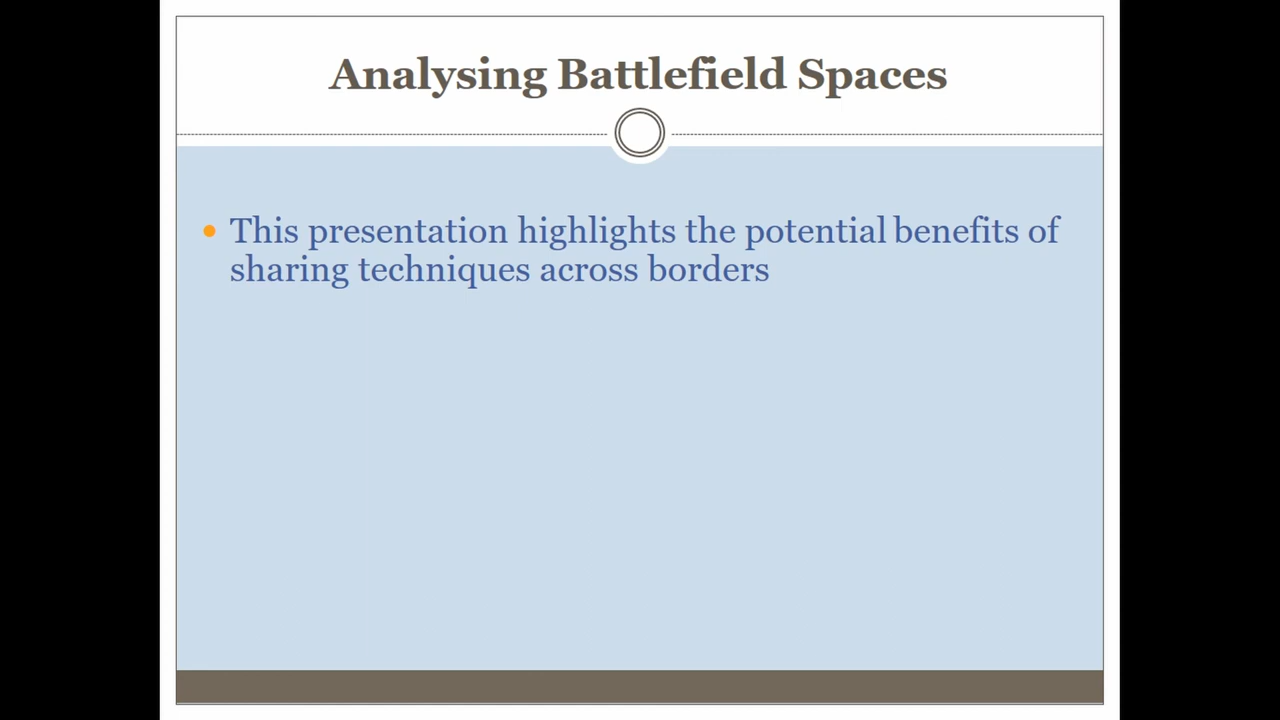 Analysing Battlefield Spaces
This presentation highlights the potential benefits of
sharing techniques across borders